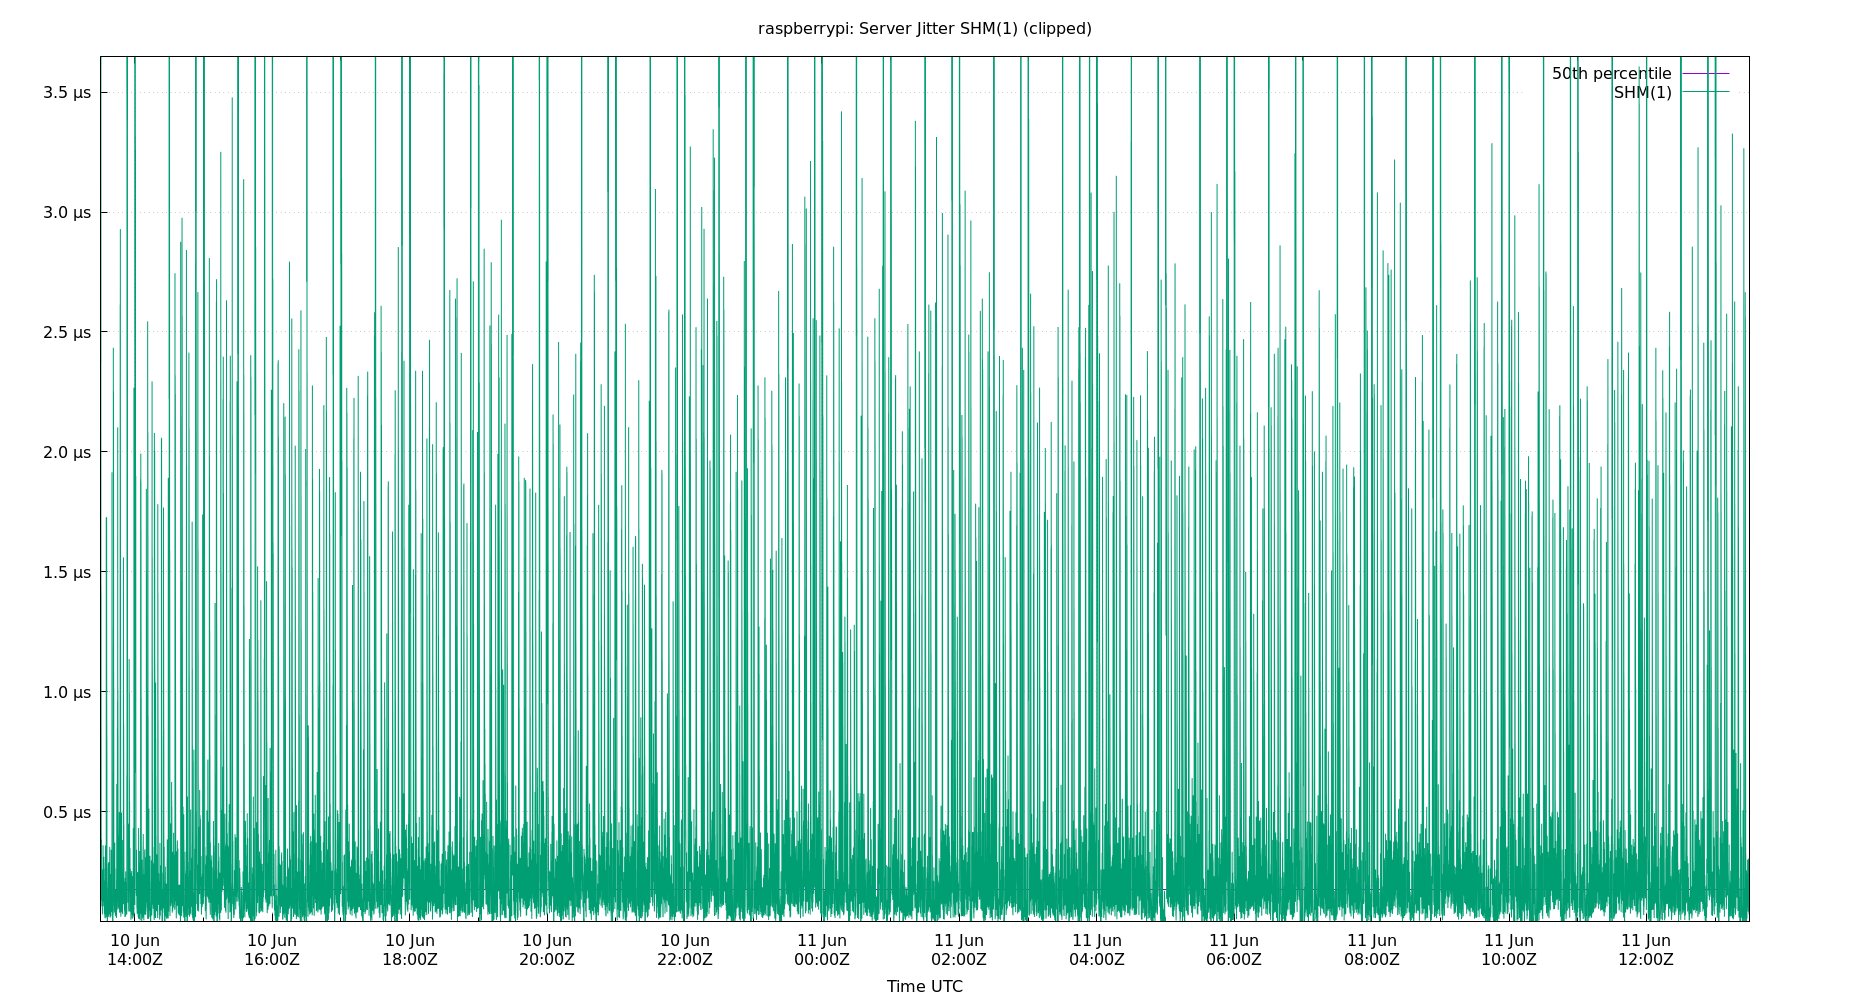 raspberrypi: Server Jitter SHM(1) (clipped)
50th percentile
SHM(1)
3.5 µs
3.0 µs
2.5 µs
2.0 µs
1.5 µs
1.0 µs
0.5 µs
10 Jun 10 Jun 10 Jun 10 Jun 10 Jun 11 Jun 11 Jun 11 Jun 11 Jun 11 Jun 11 Jun 11 Jun
14:00Z 16:00Z 18:00Z 20:00Z 22:00Z 00:00Z 02:00Z 04:00Z 06:00Z 08:00Z 10:00Z 12:00Z
Time UTC